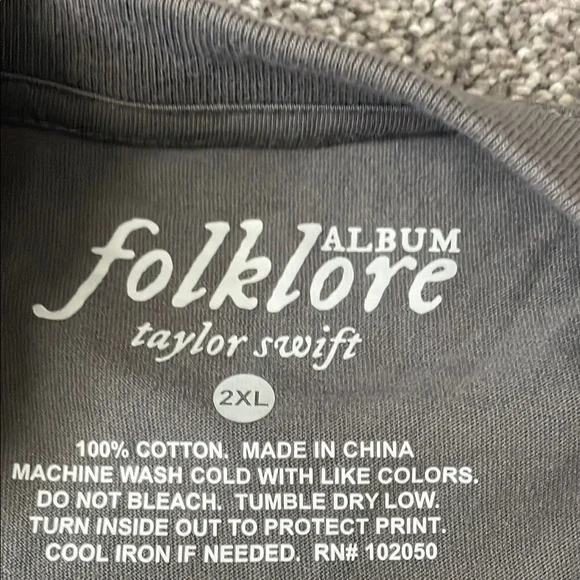 folklore ALBUM
taylor swift
2XL
100% COTTON. MADE IN CHINA
MACHINE WASH COLD WITH LIKE COLORS.
DO NOT BLEACH. TUMBLE DRY LOW.
TURN INSIDE OUT TO PROTECT PRINT.
COOL IRON IF NEEDED. RN# 102050